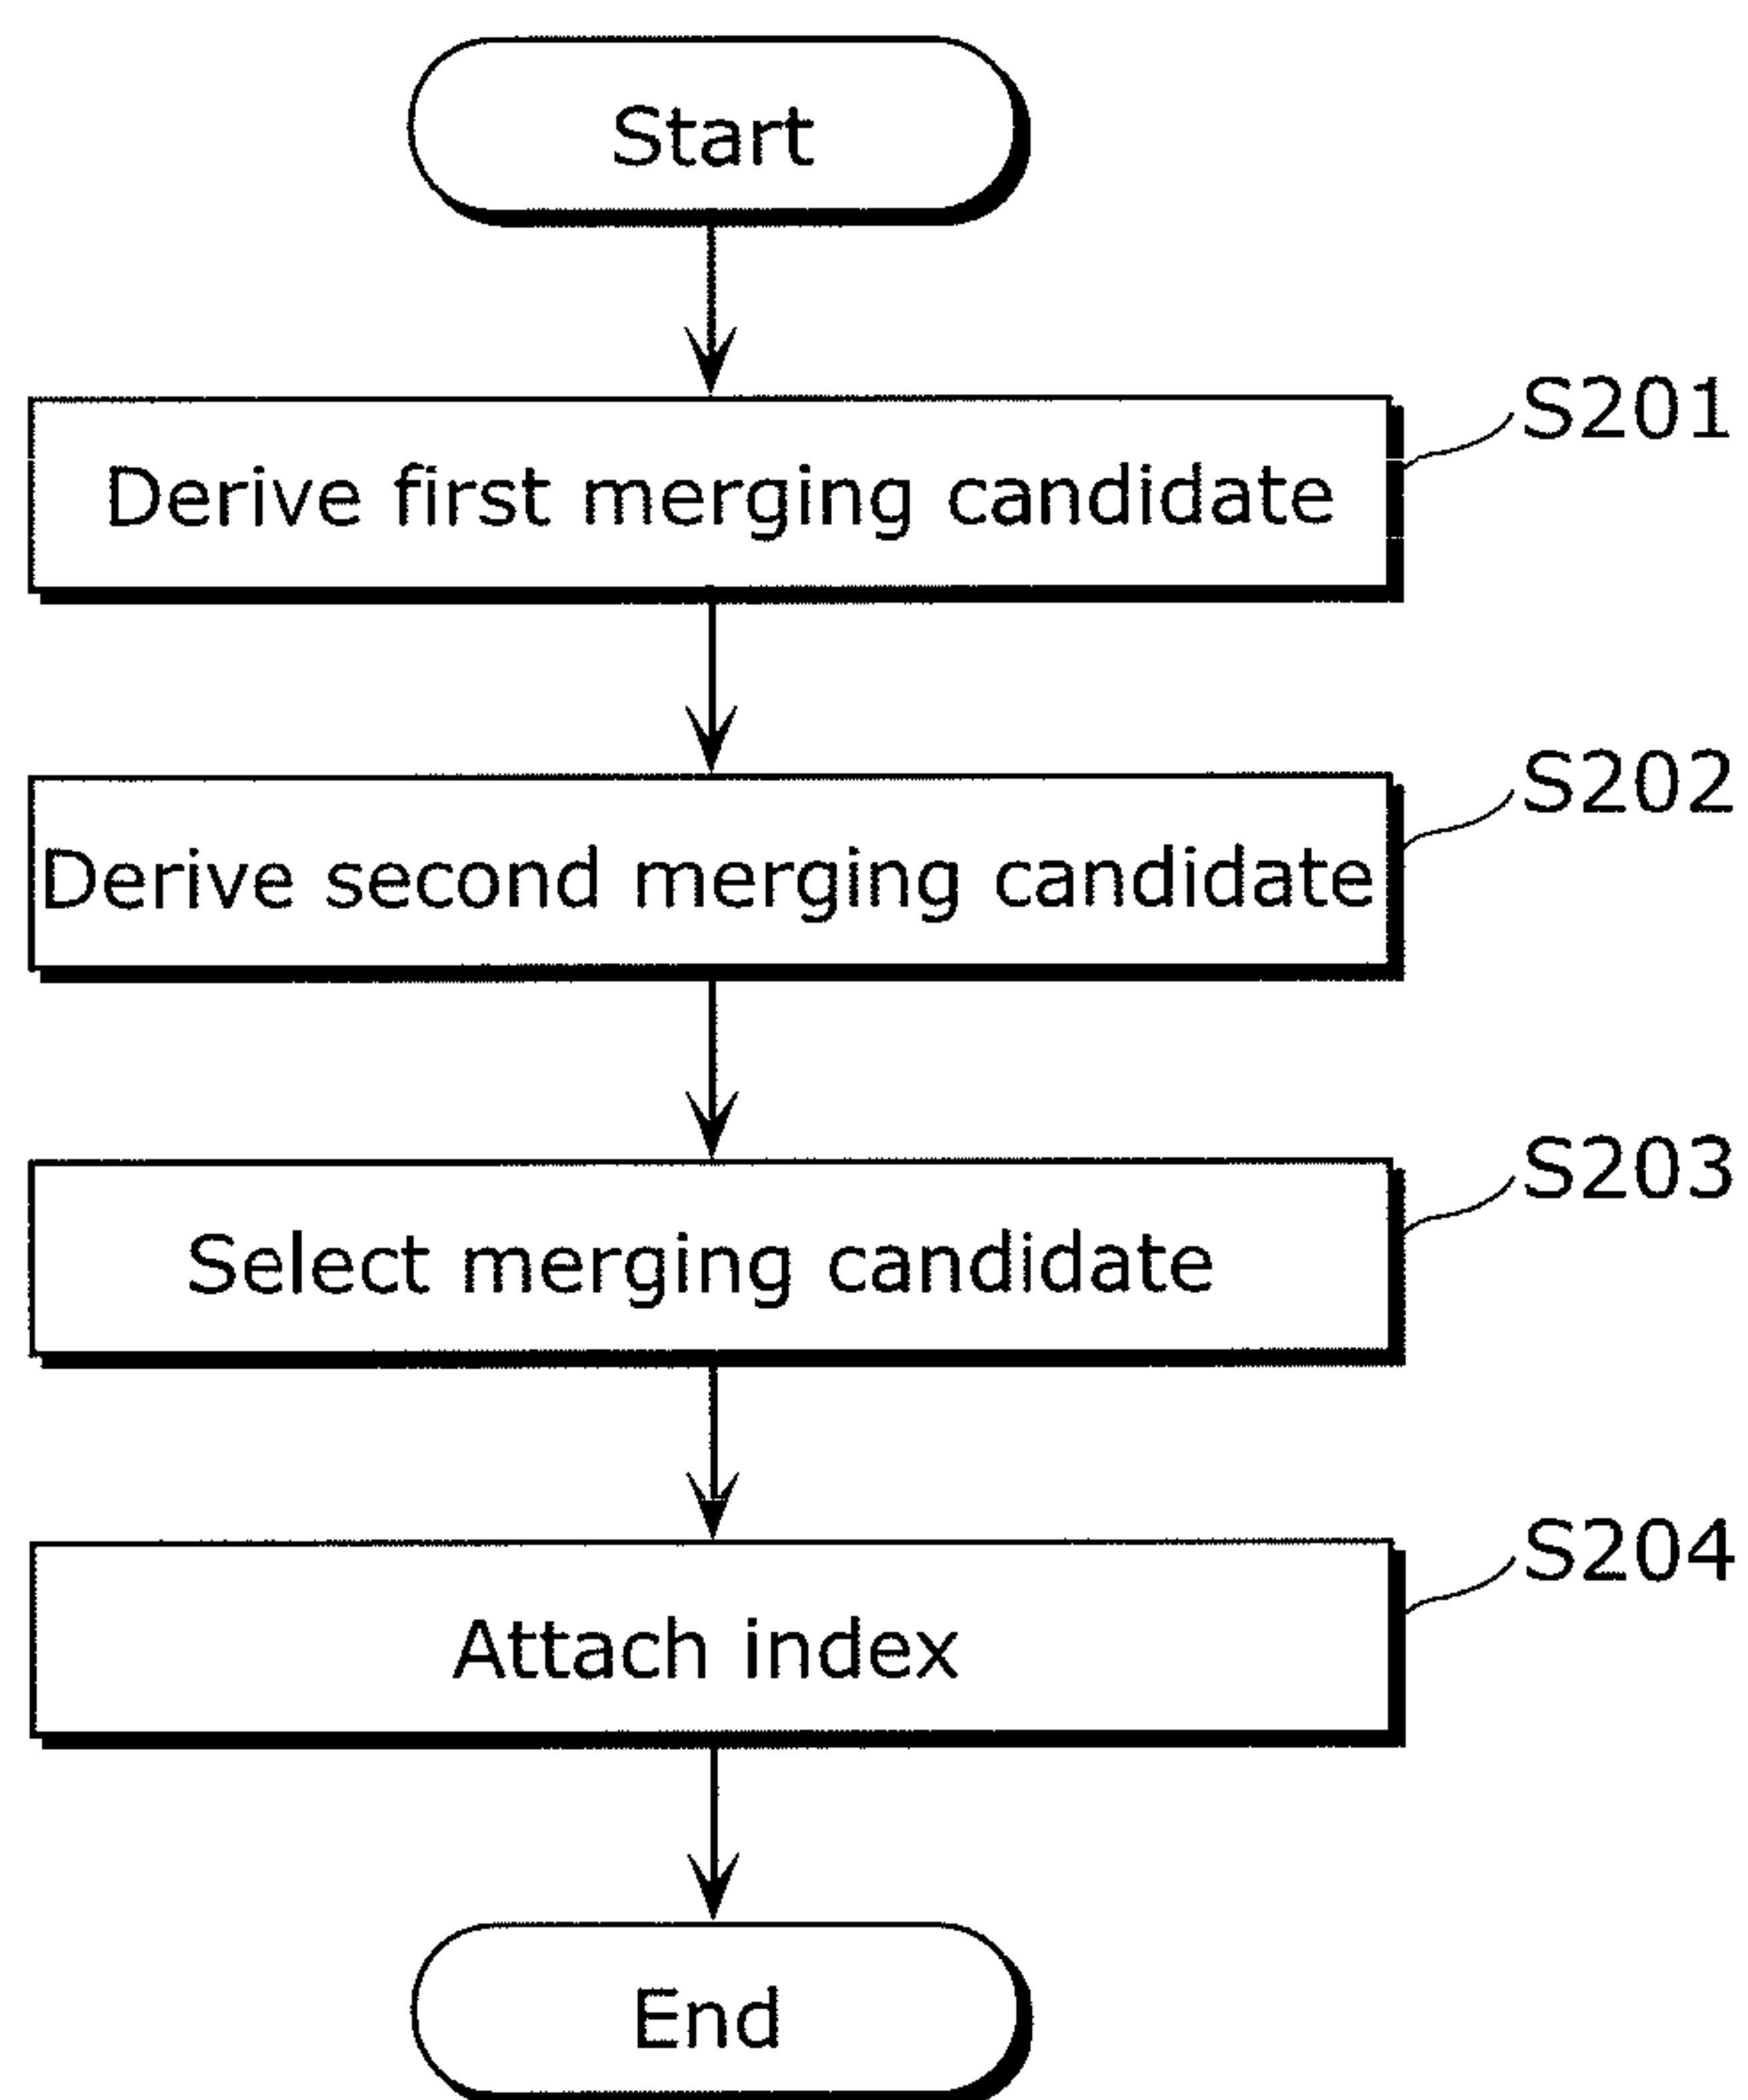 Start
S201
Derive first merging candidate
S202
Derive second merging candidate
S203
Select merging candidate
S204
Attach index
End